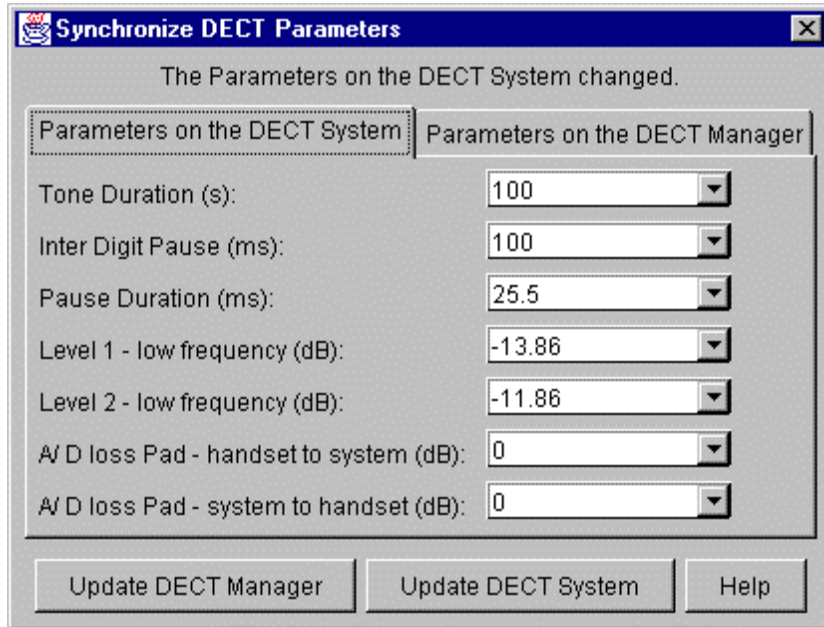 Synchronize DECT Parameters
The Parameters on the DECT System changed.
Parameters on the DECT System Parameters on the DECT Manager
Tone Duration (s): 100
Inter Digit Pause (ms): 100
Pause Duration (ms): 25.5
Level 1 - low frequency (dB): -13.86
Level 2 - low frequency (dB): -11.86
A/D loss Pad - handset to system (dB): 0
A/D loss Pad - system to handset (dB): 0
Update DECT Manager Update DECT System Help